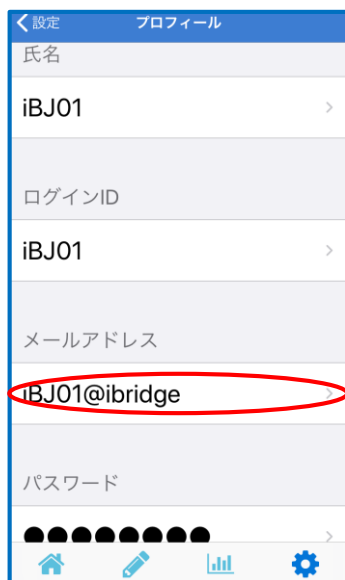 設定 プロフィール
氏名
iBJ01
ログインID
iBJ01
メールアドレス
iBJ01@ibridge
パスワード
●●●●●●●●